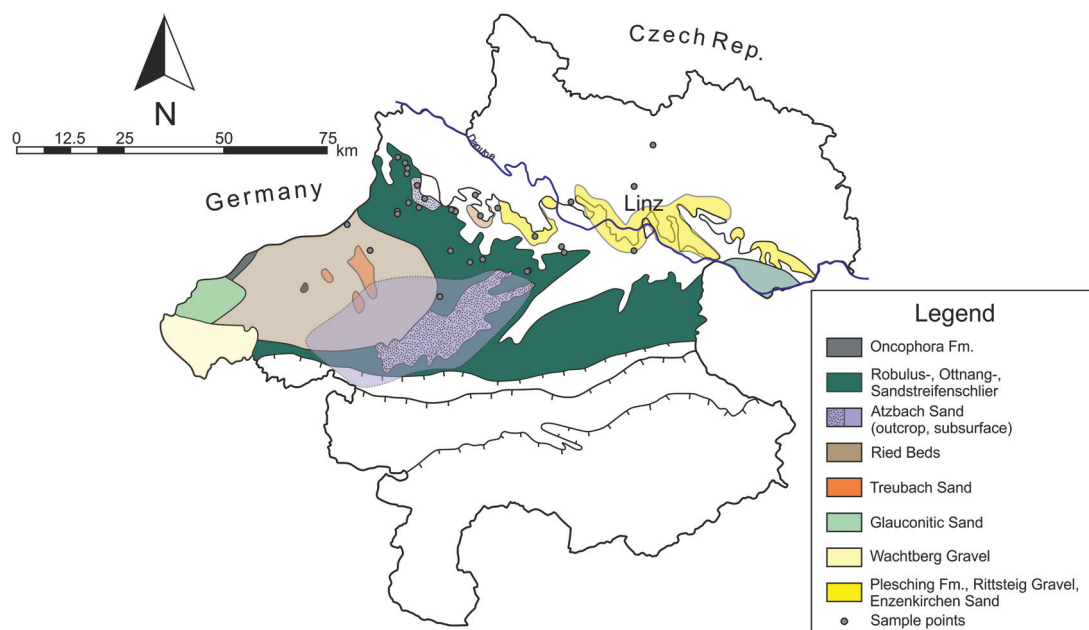 Czech Rep.
N
0 12.5 25 50 75
km
Danube
Germany
Linz
Legend
Oncophora Fm.
Robulus-, Ottnang-,
Sandstreifenschlier
Atzbach Sand
(outcrop, subsurface)
Ried Beds
Treubach Sand
Glauconitic Sand
Wachtberg Gravel
Plesching Fm., Rittsteig Gravel,
Enzenkirchen Sand
Sample points